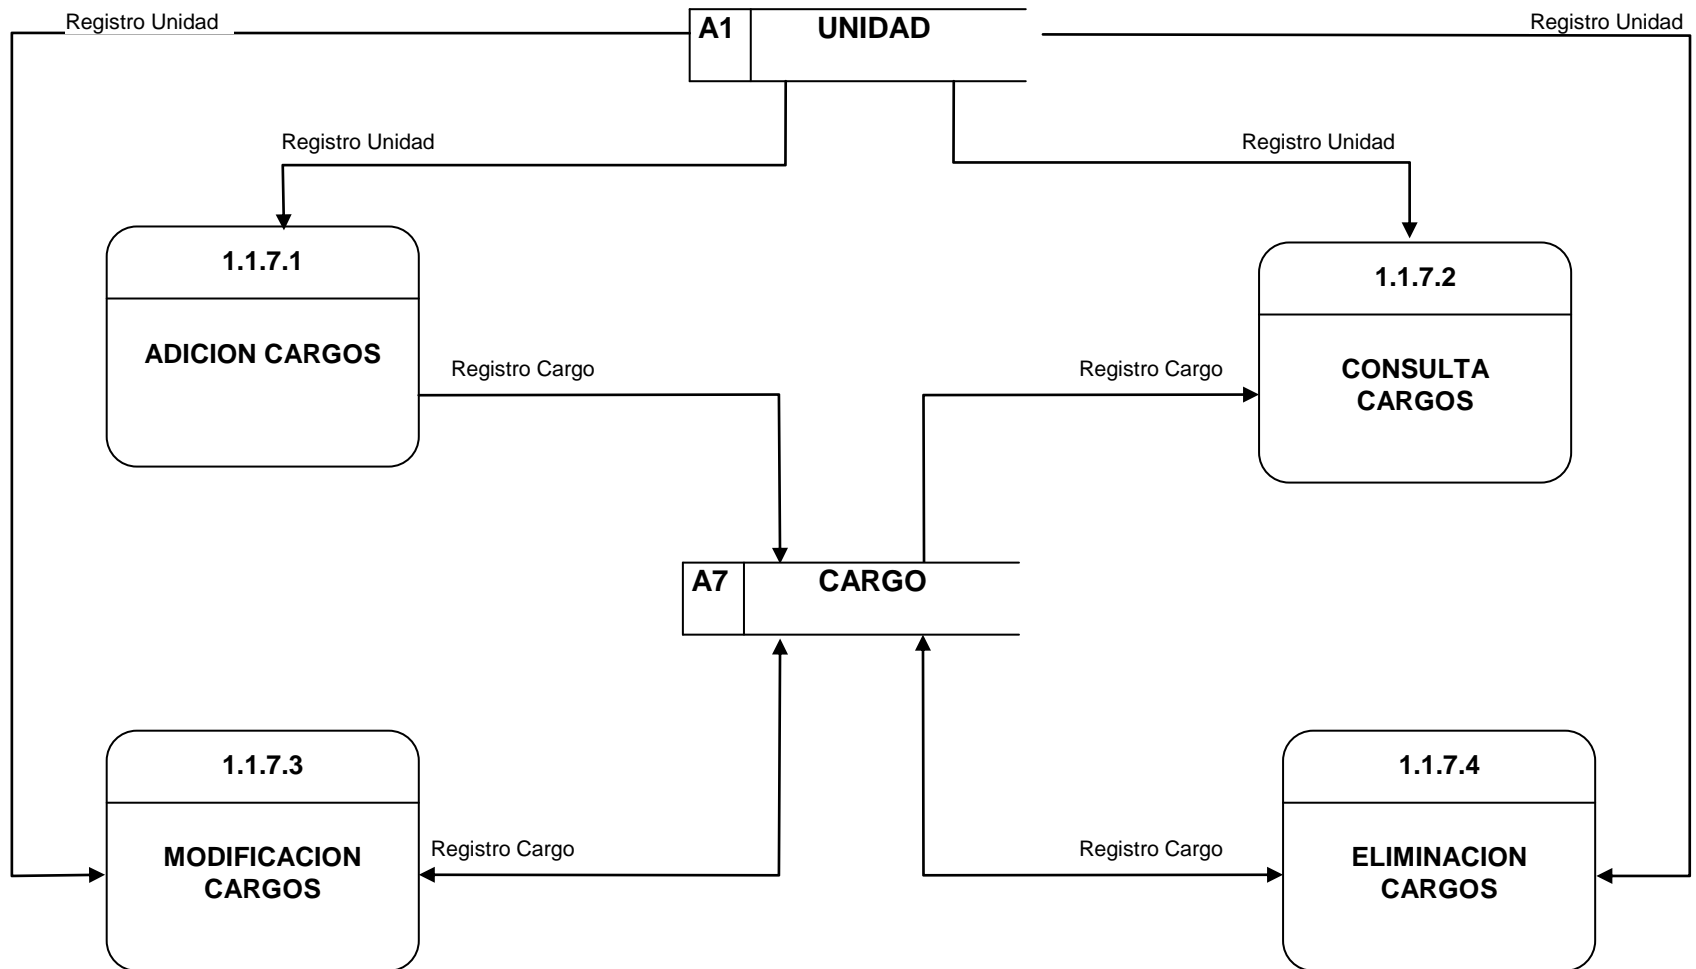 Registro Unidad
A1
UNIDAD
Registro Unidad
Registro Unidad
Registro Unidad
1.1.7.1
ADICION CARGOS
1.1.7.2
CONSULTA
CARGOS
Registro Cargo
Registro Cargo
A7
CARGO
1.1.7.3
MODIFICACION
CARGOS
Registro Cargo
Registro Cargo
1.1.7.4
ELIMINACION
CARGOS